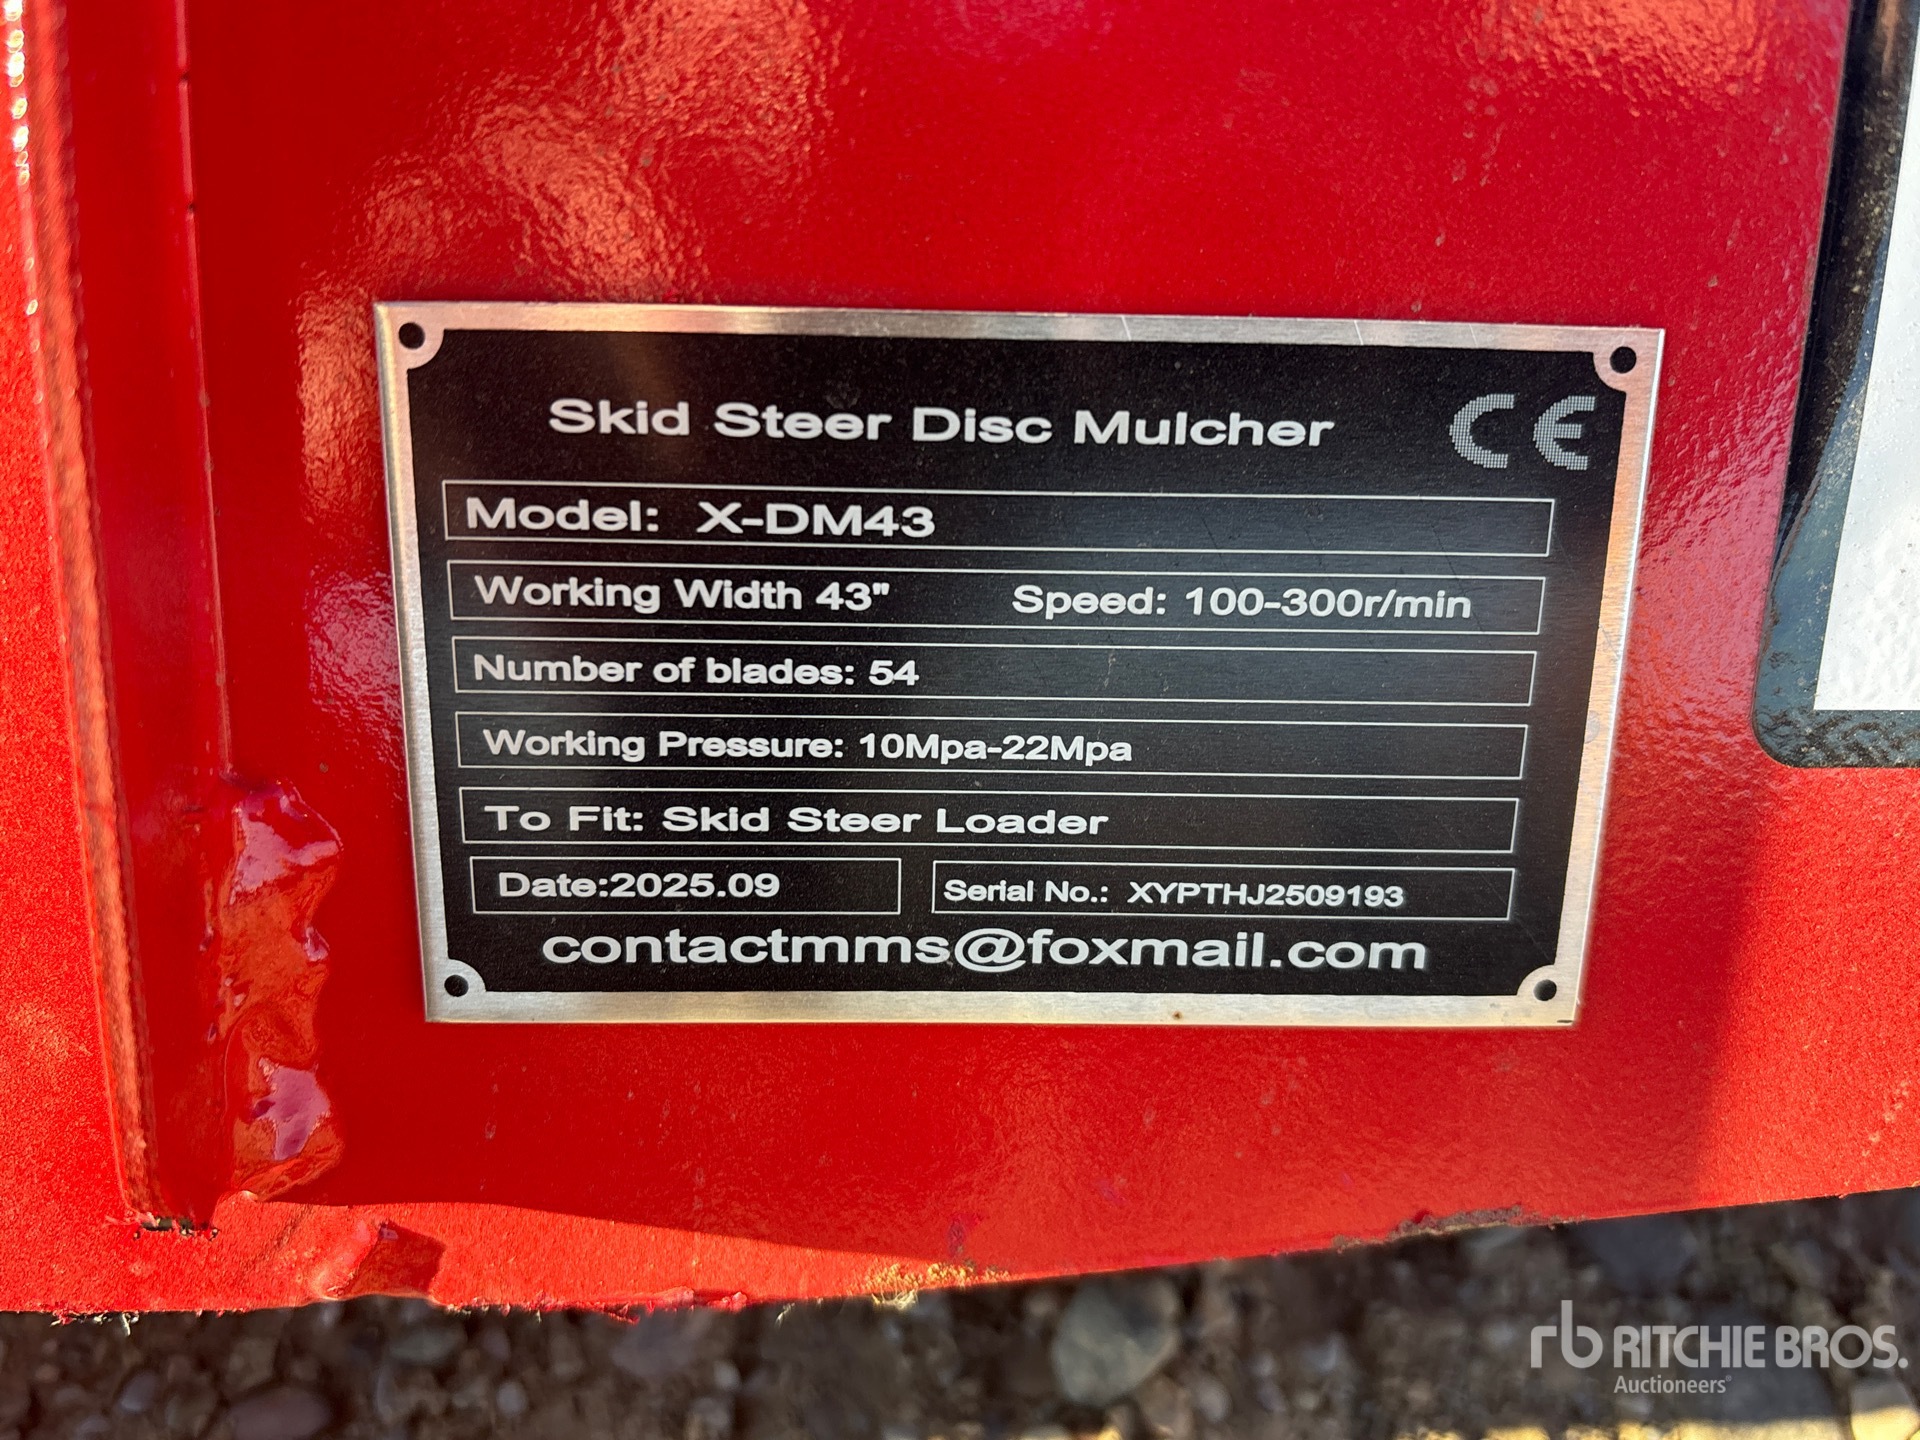 Skid Steer Disc Mulcher CE
Model: X-DM43
Working Width 43" Speed: 100-300r/min
Number of blades: 54
Working Pressure: 10Mpa-22Mpa
To Fit: Skid Steer Loader
Date:2025.09 Serial No.: XYPTHJ2509193
contactmms@foxmail.com
rb RITCHIE BROS.
Auctioneers®